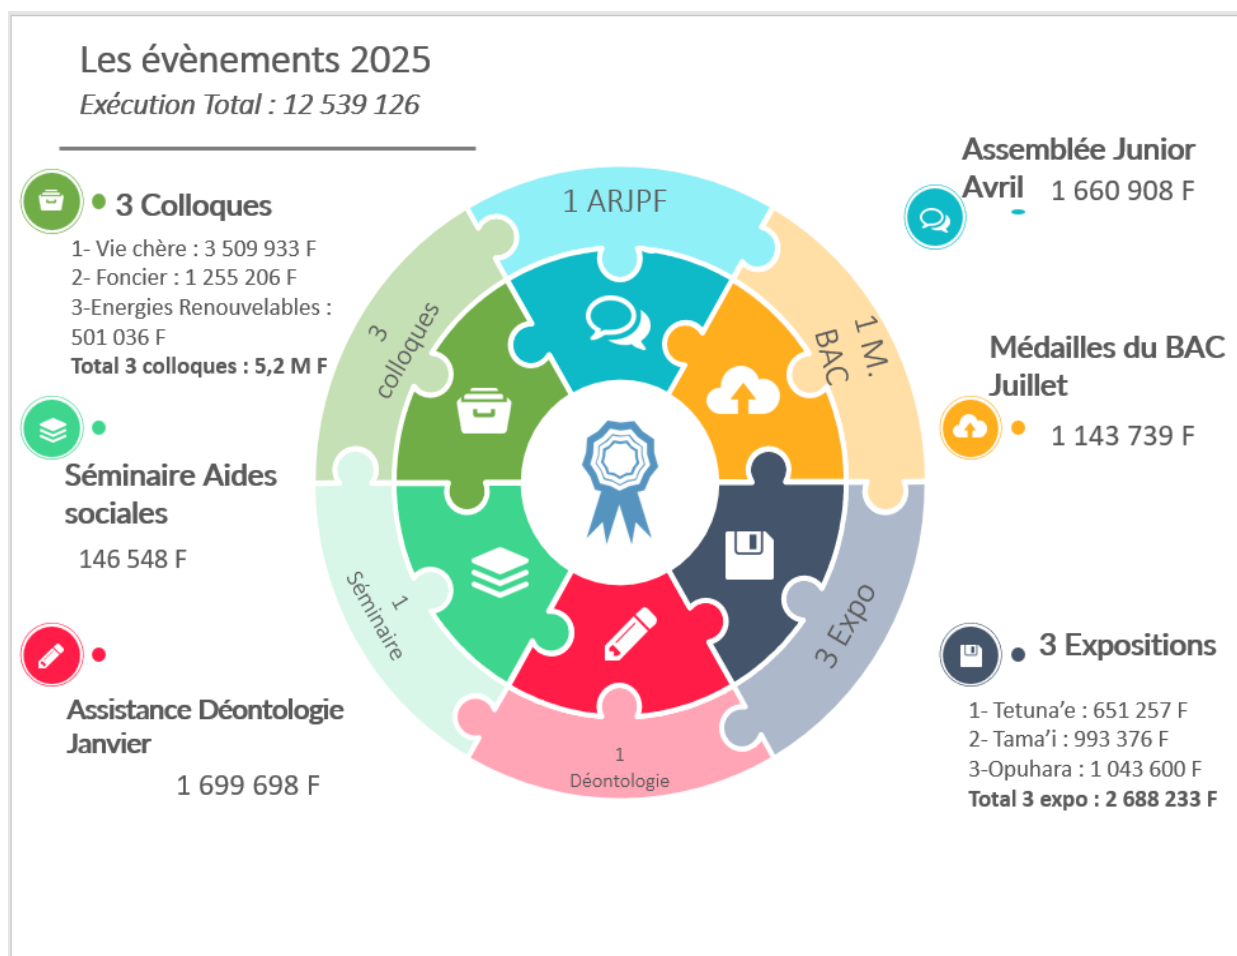 Les évènements 2025
Exécution Total : 12 539 126
3 Colloques
1- Vie chère : 3 509 933 F
2- Foncier : 1 255 206 F
3-Energies Renouvelables :
501 036 F
Total 3 colloques : 5,2 M F
Séminaire Aides
sociales
146 548 F
Assistance Déontologie
Janvier
1 699 698 F
1 ARJPF
1 M.
BAC
3 Expo
1
Déontologie
1
Séminaire
3
colloques
Assemblée Junior
Avril 1 660 908 F
Médailles du BAC
Juillet
1 143 739 F
3 Expositions
1- Tetuna’e : 651 257 F
2- Tama’i : 993 376 F
3-Opuhara : 1 043 600 F
Total 3 expo : 2 688 233 F